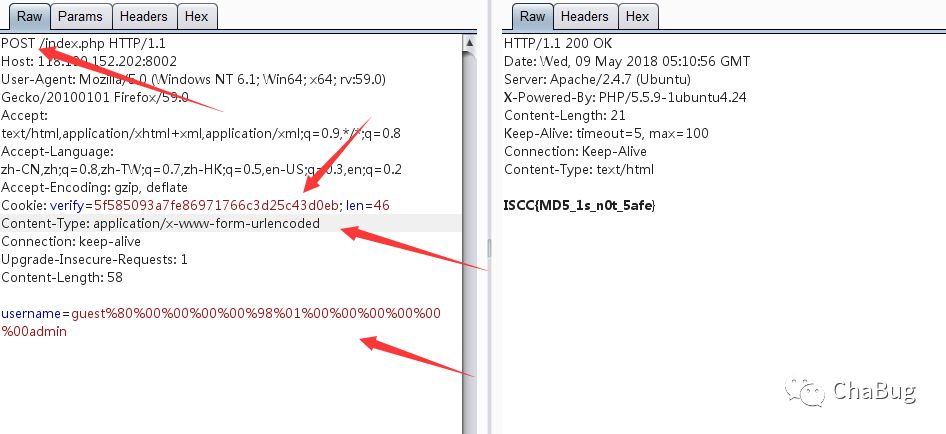 Raw Params Headers Hex
POST /index.php HTTP/1.1
Host: 118.190.152.202:8002
User-Agent: Mozilla/5.0 (Windows NT 6.1; Win64; x64; rv:59.0)
Gecko/20100101 Firefox/59.0
Accept:
text/html,application/xhtml+xml,application/xml;q=0.9,*/*;q=0.8
Accept-Language:
zh-CN,zh;q=0.8,zh-TW;q=0.7,zh-HK;q=0.5,en-US;q=0.3,en;q=0.2
Accept-Encoding: gzip, deflate
Cookie: verify=5f585093a7fe86971766c3d25c43d0eb; len=46
Content-Type: application/x-www-form-urlencoded
Connection: keep-alive
Upgrade-Insecure-Requests: 1
Content-Length: 58
username=guest%80%00%00%00%00%00%98%01%00%00%00%00%00%00
%00admin
Raw Headers Hex
HTTP/1.1 200 OK
Date: Wed, 09 May 2018 05:10:56 GMT
Server: Apache/2.4.7 (Ubuntu)
X-Powered-By: PHP/5.5.9-1ubuntu4.24
Content-Length: 21
Keep-Alive: timeout=5, max=100
Connection: Keep-Alive
Content-Type: text/html
ISCC{MD5_1s_n0t_5afe}
ChaBug